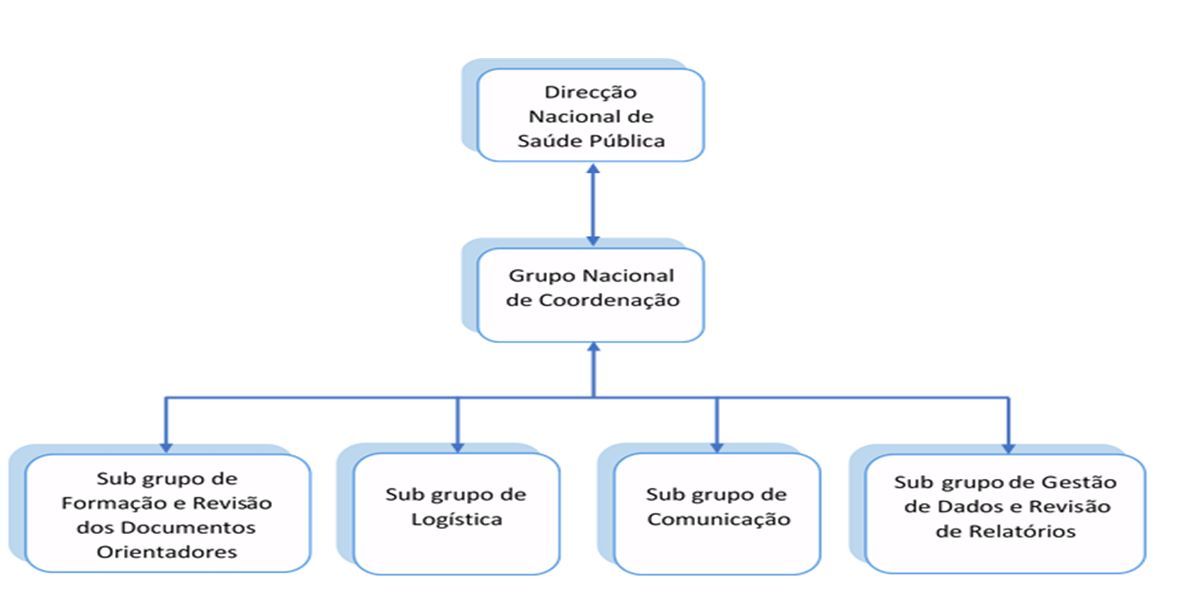 Direcção
Nacional de
Saúde Pública
Grupo Nacional
de Coordenação
Sub grupo de
Formação e Revisão
dos Documentos
Orientadores
Sub grupo de
Logística
Sub grupo de
Comunicação
Sub grupo de Gestão
de Dados e Revisão
de Relatórios